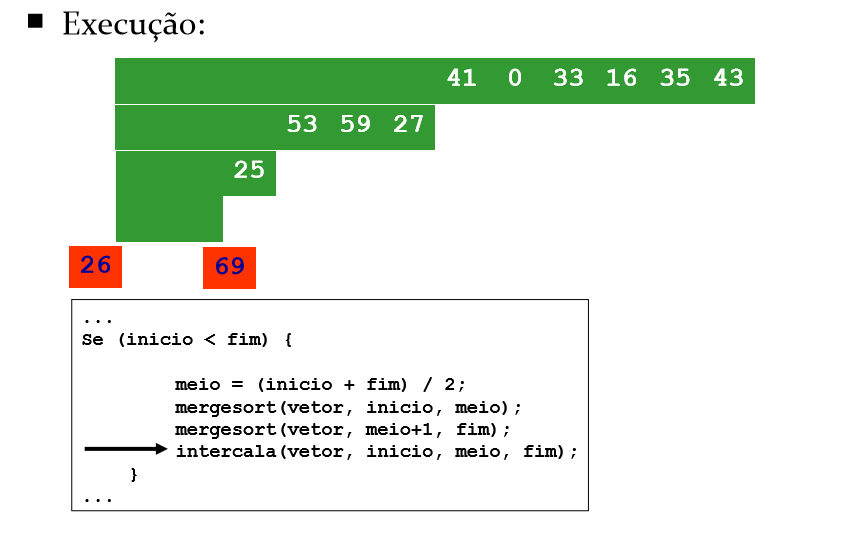 ▪ Execução:
41 0 33 16 35 43
53 59 27
25
26 69
...
Se (inicio < fim) {
meio = (inicio + fim) / 2;
mergesort(vetor, inicio, meio);
mergesort(vetor, meio+1, fim);
intercala(vetor, inicio, meio, fim);
}
...